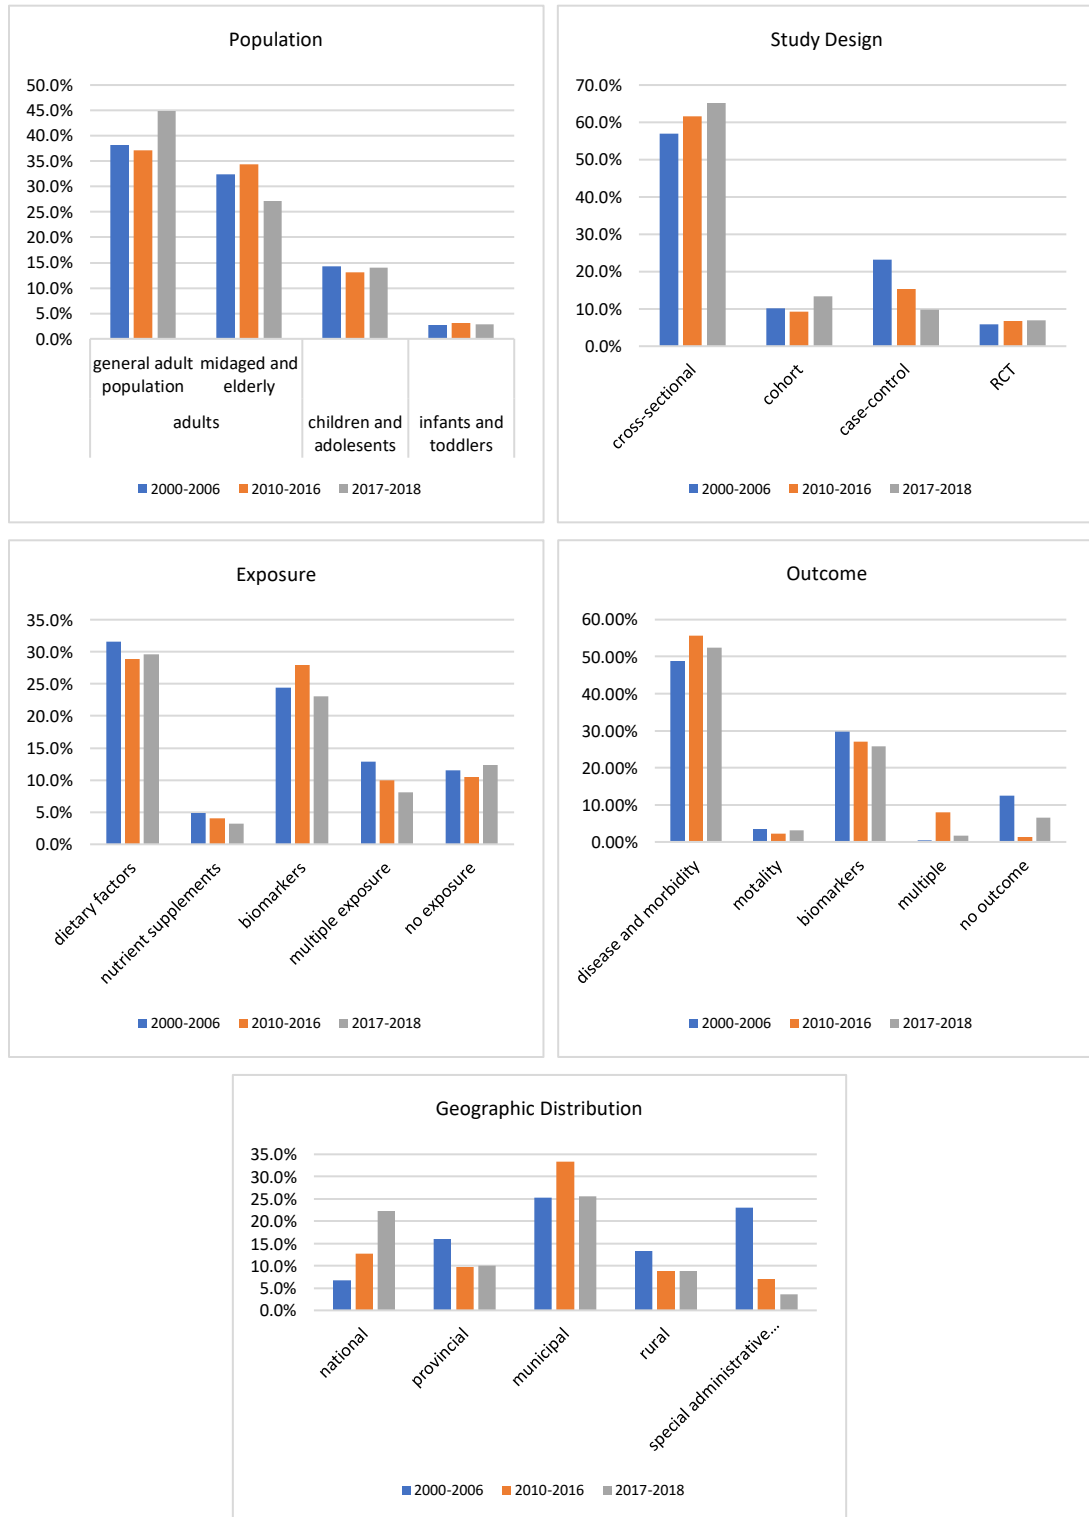 Population
50.0%
45.0%
40.0%
35.0%
30.0%
25.0%
20.0%
15.0%
10.0%
5.0%
0.0%
general adult population
midaged and elderly
adults
children and adolesents
infants and toddlers
2000-2006 2010-2016 2017-2018
Study Design
70.0%
60.0%
50.0%
40.0%
30.0%
20.0%
10.0%
0.0%
cross-sectional
cohort
case-control
RCT
2000-2006 2010-2016 2017-2018
Exposure
35.0%
30.0%
25.0%
20.0%
15.0%
10.0%
5.0%
0.0%
dietary factors
nutrient supplements
biomarkers
multiple exposure
no exposure
2000-2006 2010-2016 2017-2018
Outcome
60.00%
50.00%
40.00%
30.00%
20.00%
10.00%
0.00%
disease and morbidity
motality
biomarkers
multiple
no outcome
2000-2006 2010-2016 2017-2018
Geographic Distribution
35.0%
30.0%
25.0%
20.0%
15.0%
10.0%
5.0%
0.0%
national
provincial
municipal
rural
special administrative...
2000-2006 2010-2016 2017-2018